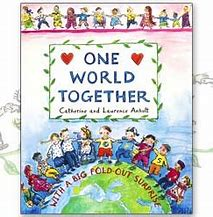 ONE
WORLD
TOGETHER
Catherine and Laurence Anholt
WITH A BIG FOLD-OUT SURPRISE